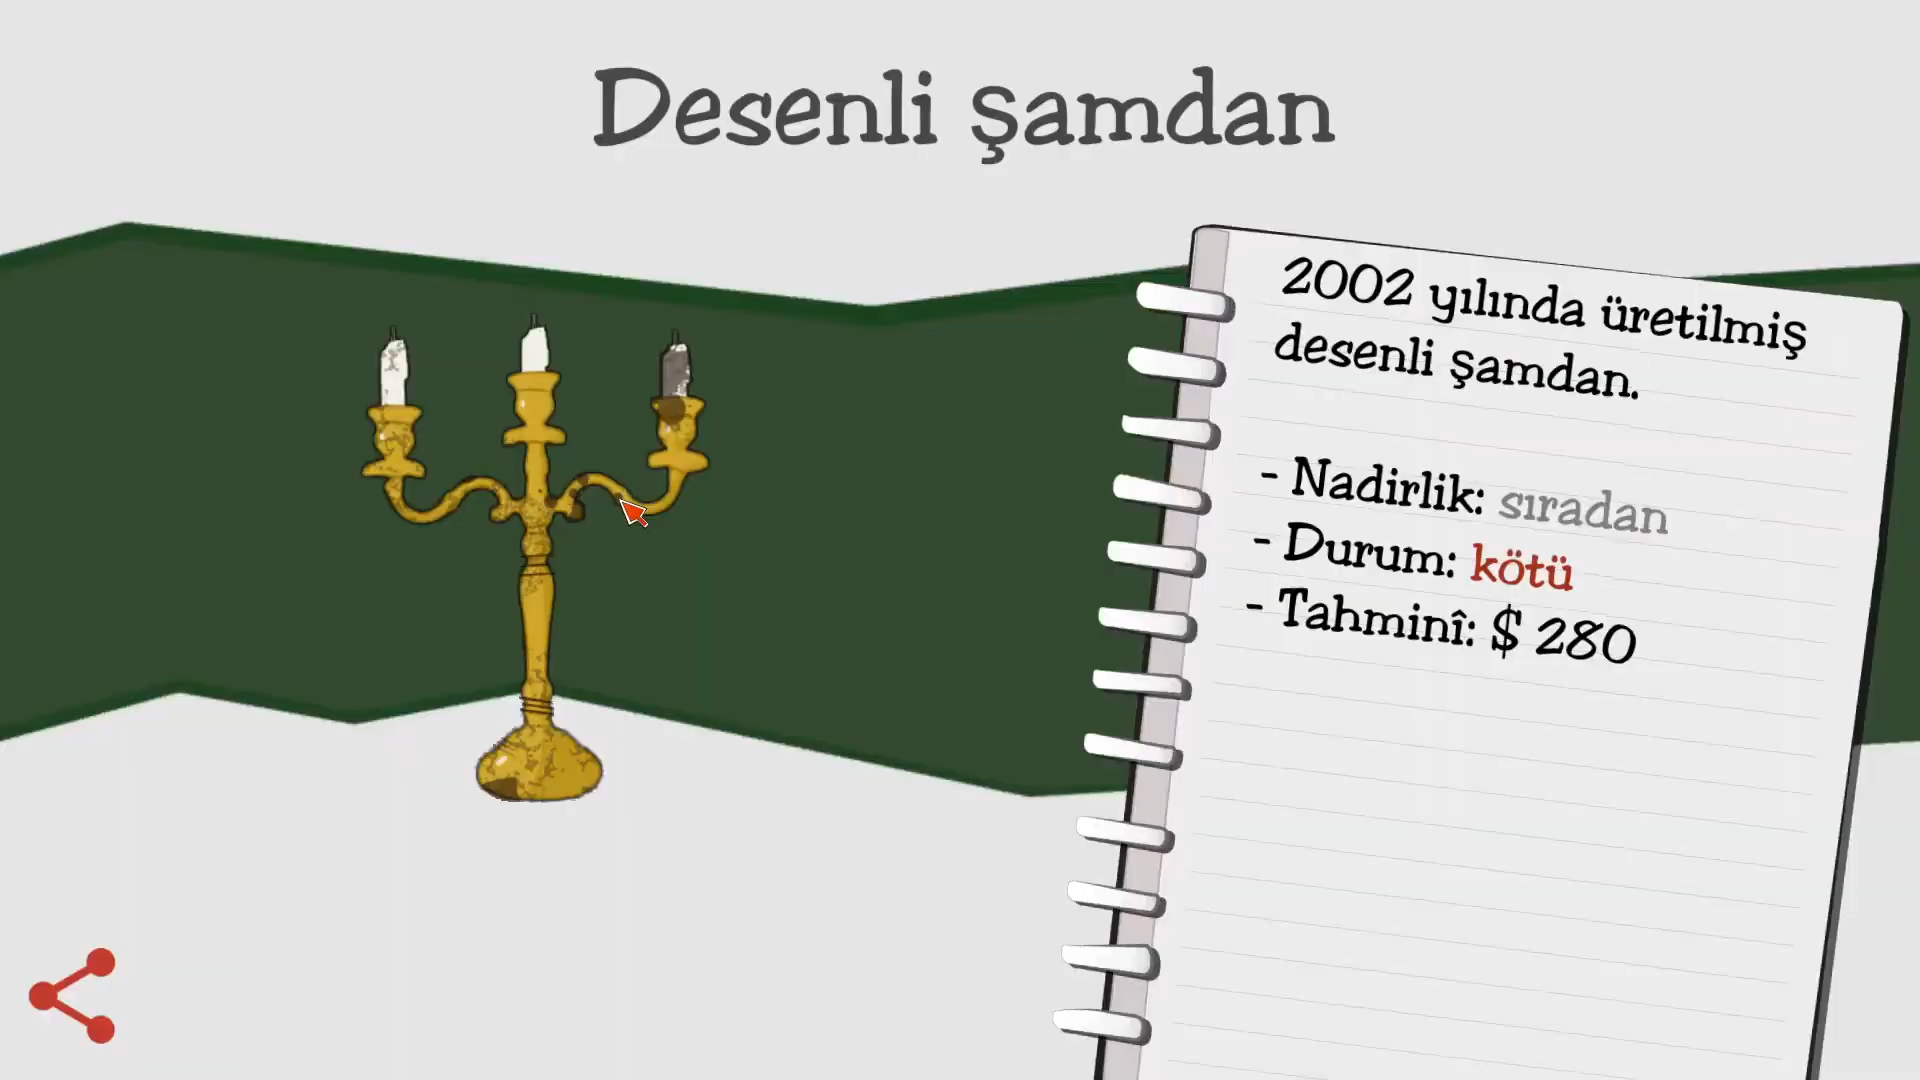 Desenli şamdan
2002 yılında üretilmiş
desenli şamdan.
- Nadirlik: sıradan
- Durum: kötü
- Tahminî: $ 280